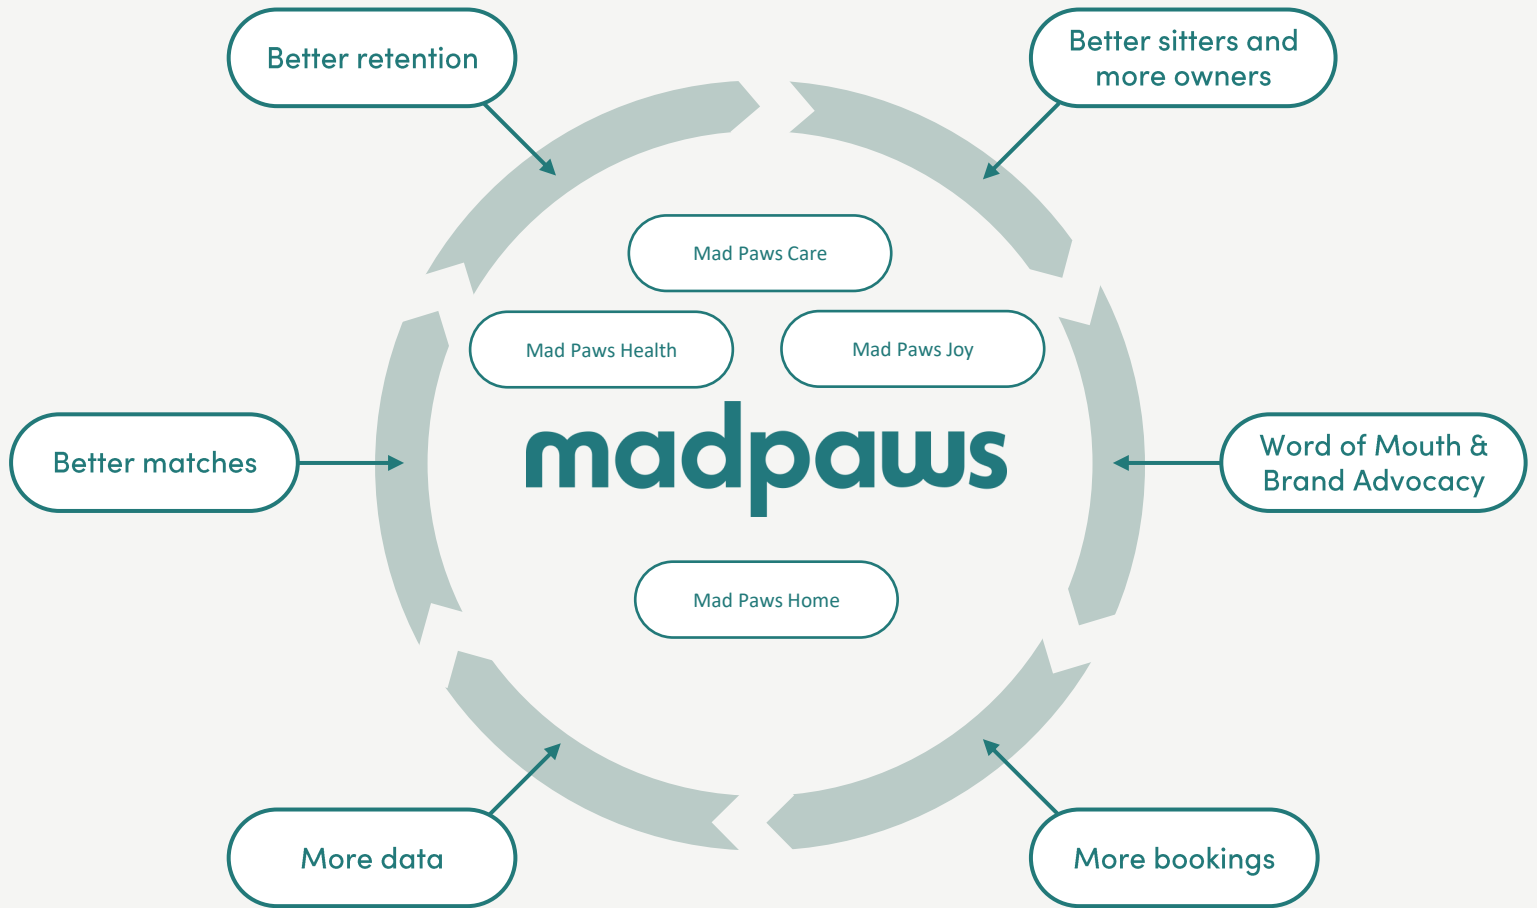 Better retention
Better sitters and
more owners
Mad Paws Care
Mad Paws Health
Mad Paws Joy
madpaws
Better matches
Word of Mouth &
Brand Advocacy
Mad Paws Home
More data
More bookings